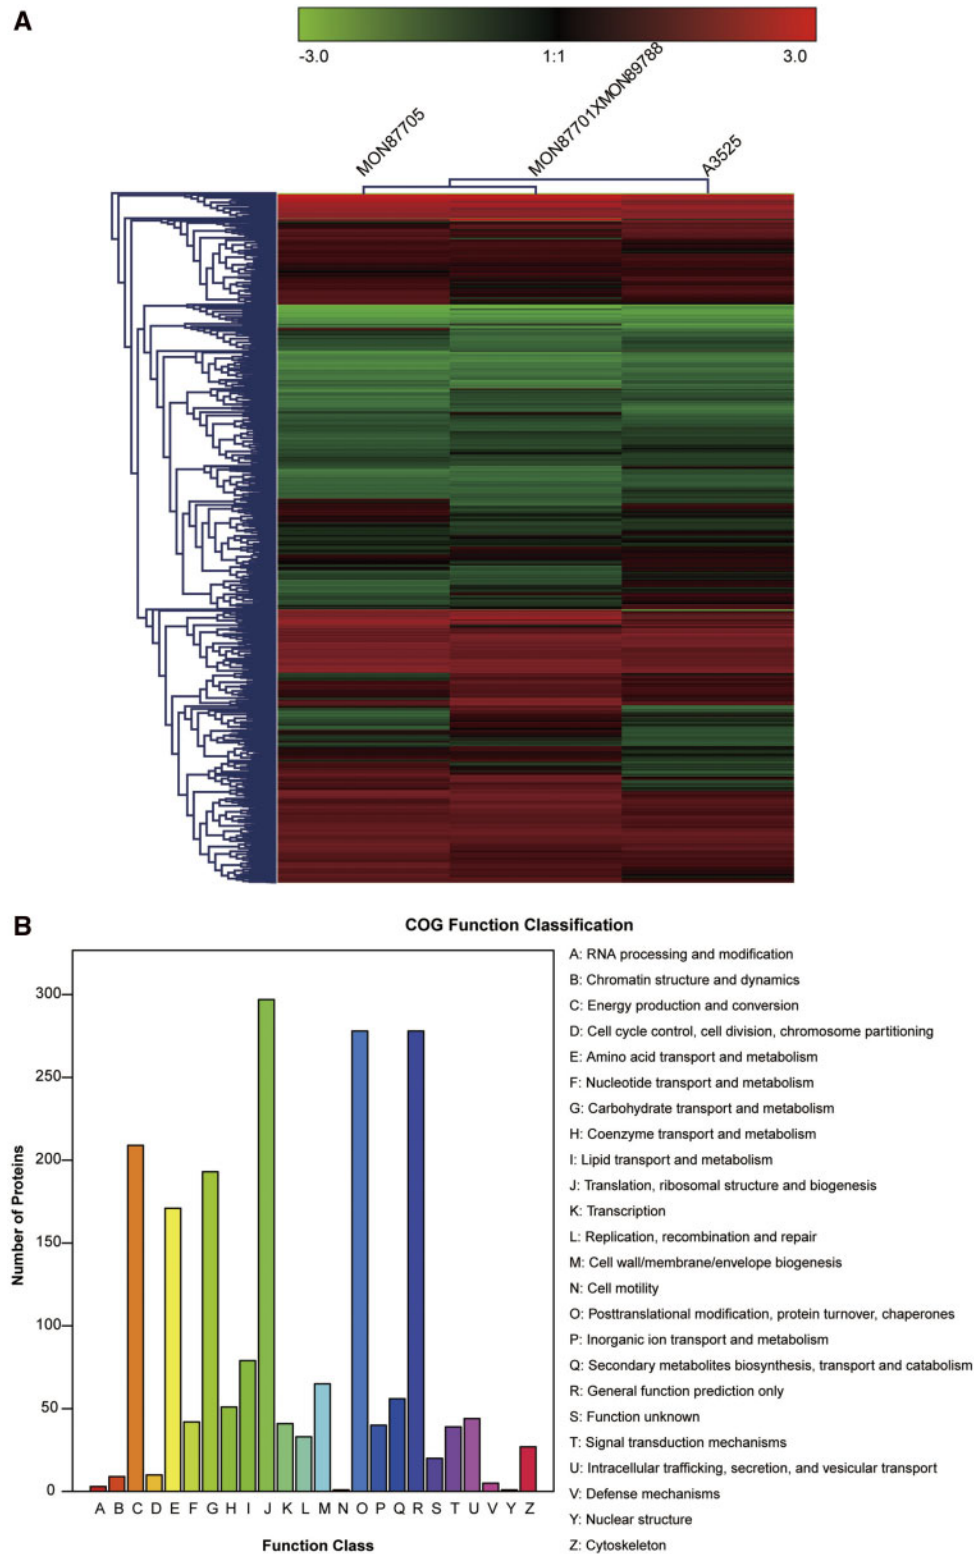 A
-3.0 1:1 3.0
MON87705
MON87701XMON89788
A3525
B
COG Function Classification
Number of Proteins
300
250
200
150
100
50
0
A B C D E F G H I J K L M N O P Q R S T U V Y Z
Function Class
A: RNA processing and modification
B: Chromatin structure and dynamics
C: Energy production and conversion
D: Cell cycle control, cell division, chromosome partitioning
E: Amino acid transport and metabolism
F: Nucleotide transport and metabolism
G: Carbohydrate transport and metabolism
H: Coenzyme transport and metabolism
I: Lipid transport and metabolism
J: Translation, ribosomal structure and biogenesis
K: Transcription
L: Replication, recombination and repair
M: Cell wall/membrane/envelope biogenesis
N: Cell motility
O: Posttranslational modification, protein turnover, chaperones
P: Inorganic ion transport and metabolism
Q: Secondary metabolites biosynthesis, transport and catabolism
R: General function prediction only
S: Function unknown
T: Signal transduction mechanisms
U: Intracellular trafficking, secretion, and vesicular transport
V: Defense mechanisms
Y: Nuclear structure
Z: Cytoskeleton